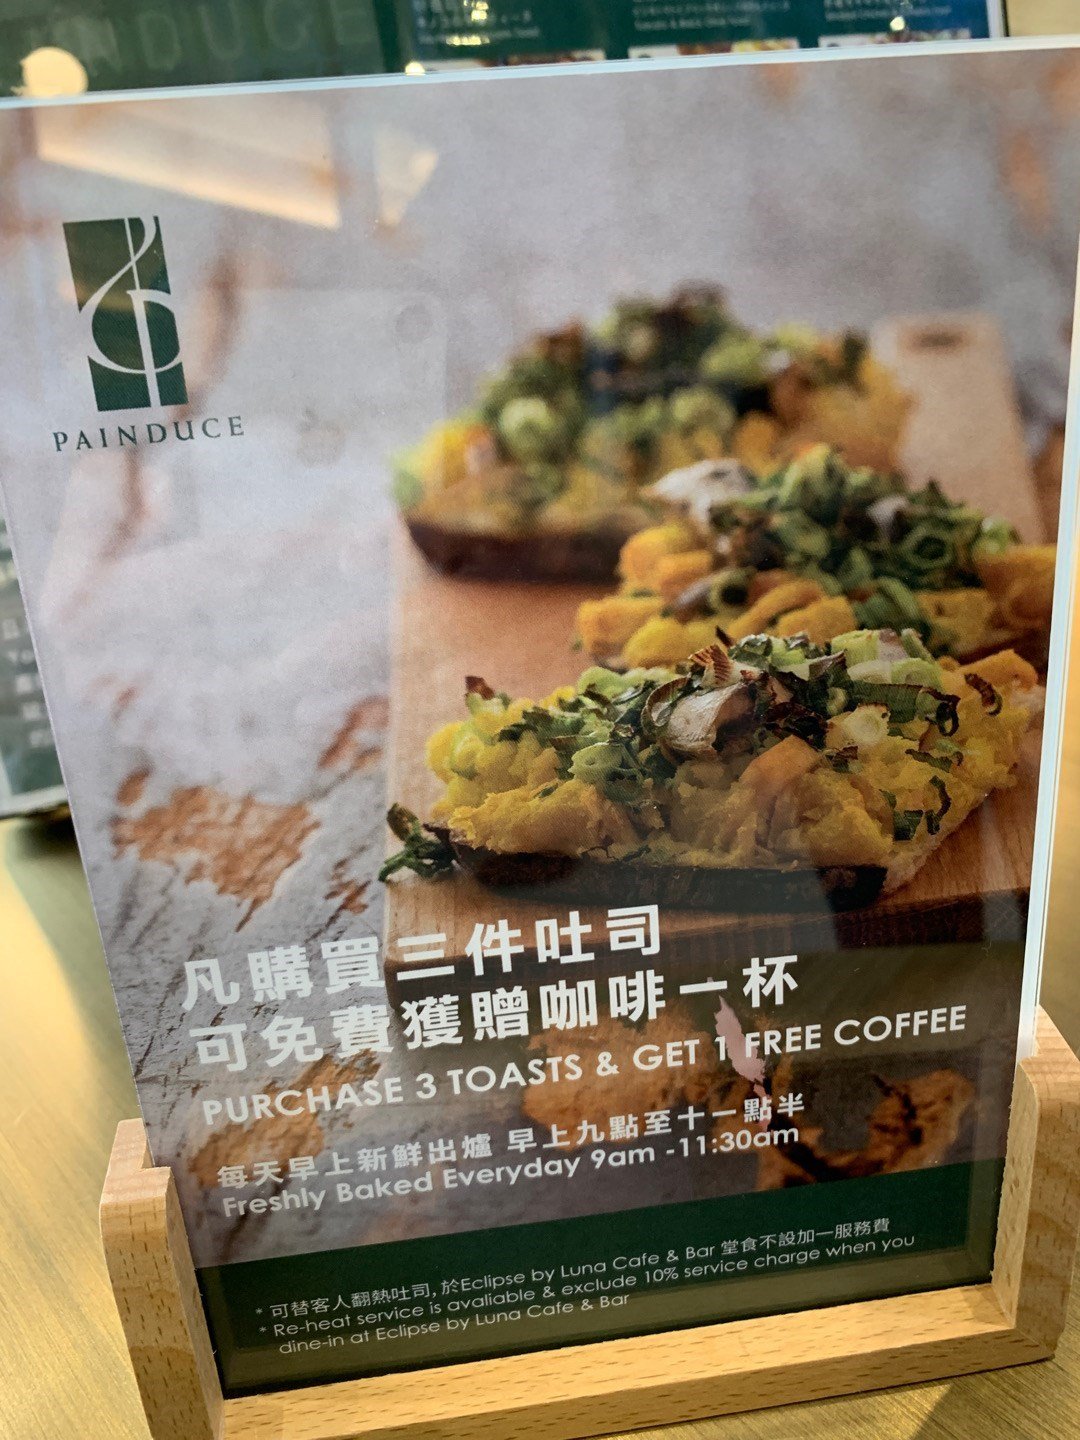 NDUGE
PAINDUCE
凡購買三件吐司
可免費獲贈咖啡一杯
PURCHASE 3 TOASTS & GET 1 FREE COFFEE
每天早上新鮮出爐 早上九點至十一點半
Freshly Baked Everyday 9am -11:30am
* 可替客人翻熱吐司, 於Eclipse by Luna Cafe & Bar 堂食不設加一服務費
* Re-heat service is avaliable & exclude 10% service charge when you
dine-in at Eclipse by Luna Cafe & Bar